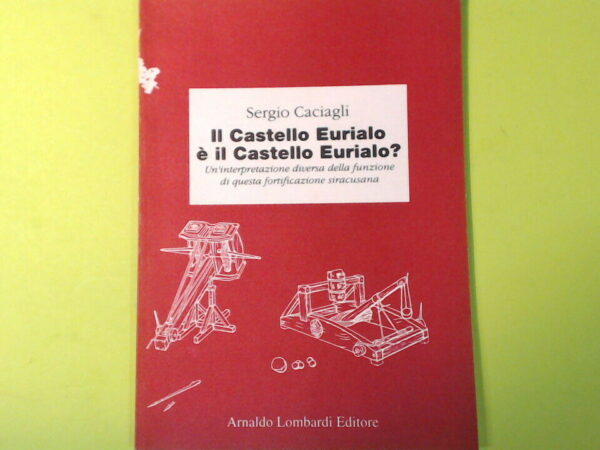 Sergio Caciagli
Il Castello Eurialo
è il Castello Eurialo?
Un'interpretazione diversa della funzione
di questa fortificazione siracusana
Arnaldo Lombardi Editore